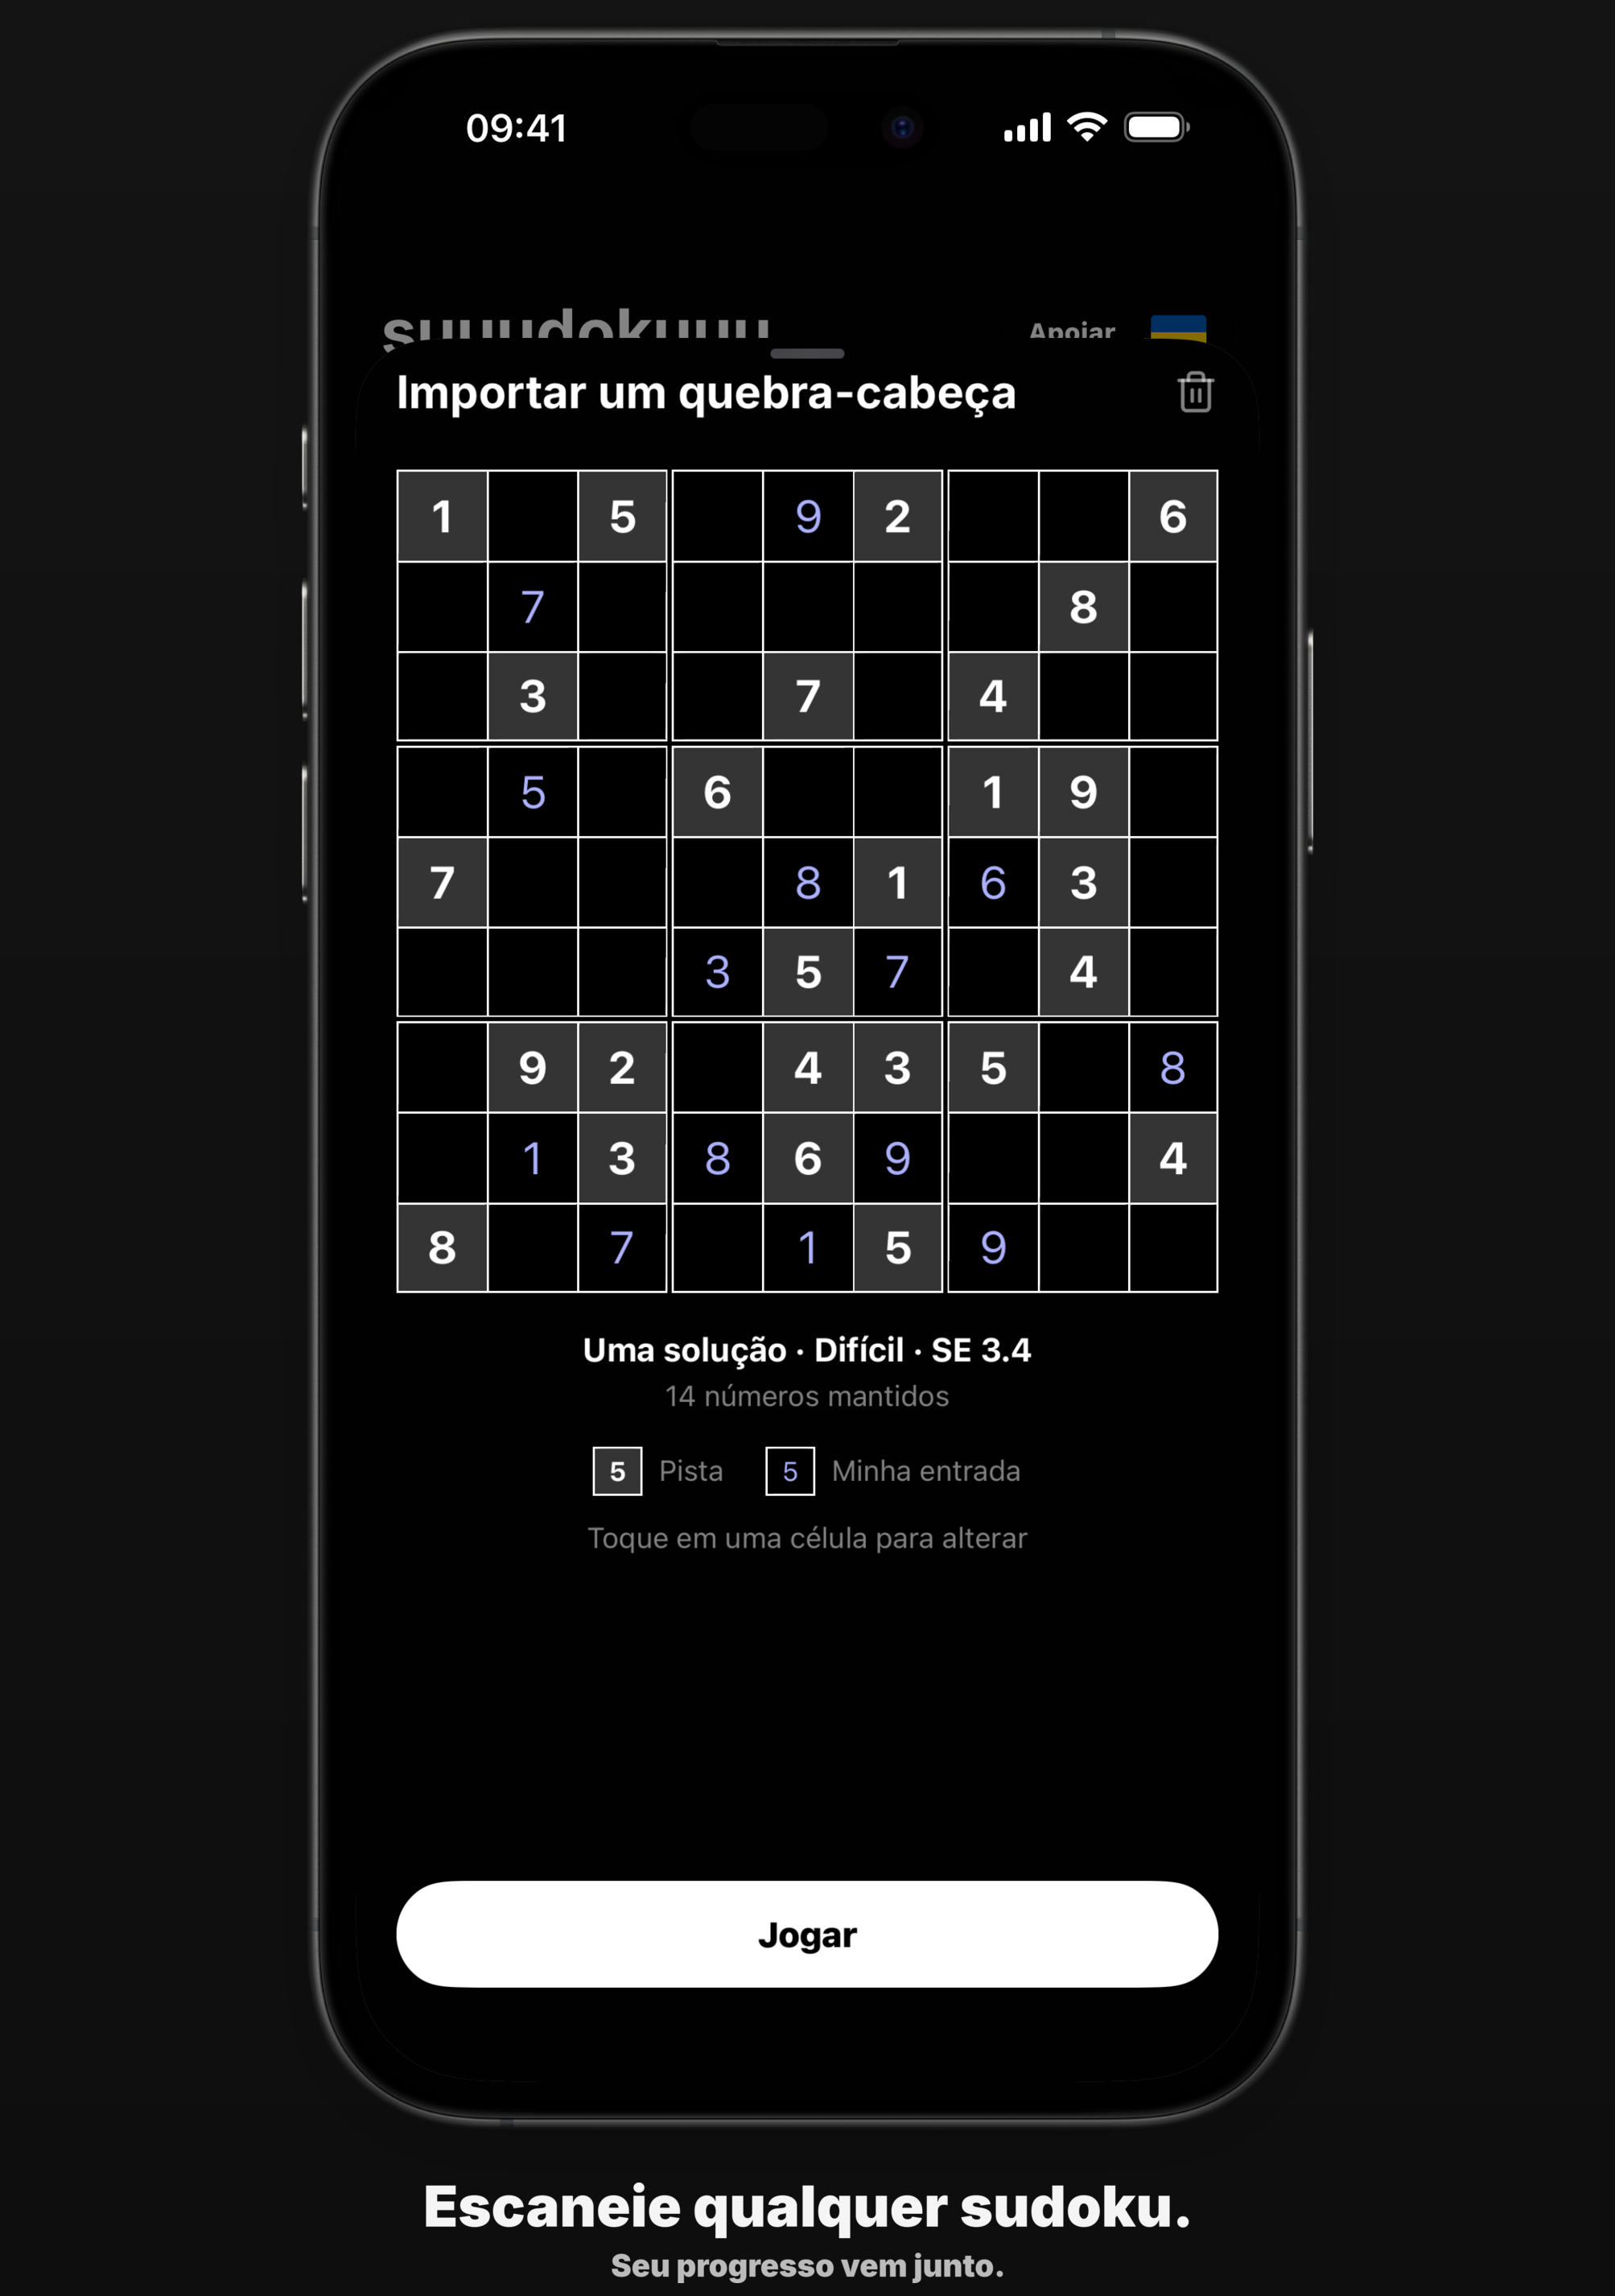 09:41
suuudokuuu Apoiar
Importar um quebra-cabeça
1 5 9 2 6
7 8
3 7 4
5 6 1 9
7 8 1 6 3
3 5 7 4
9 2 4 3 5 8
1 3 8 6 9 4
8 7 1 5 9
Uma solução · Difícil · SE 3.4
14 números mantidos
5 Pista 5 Minha entrada
Toque em uma célula para alterar
Jogar
Escaneie qualquer sudoku.
Seu progresso vem junto.